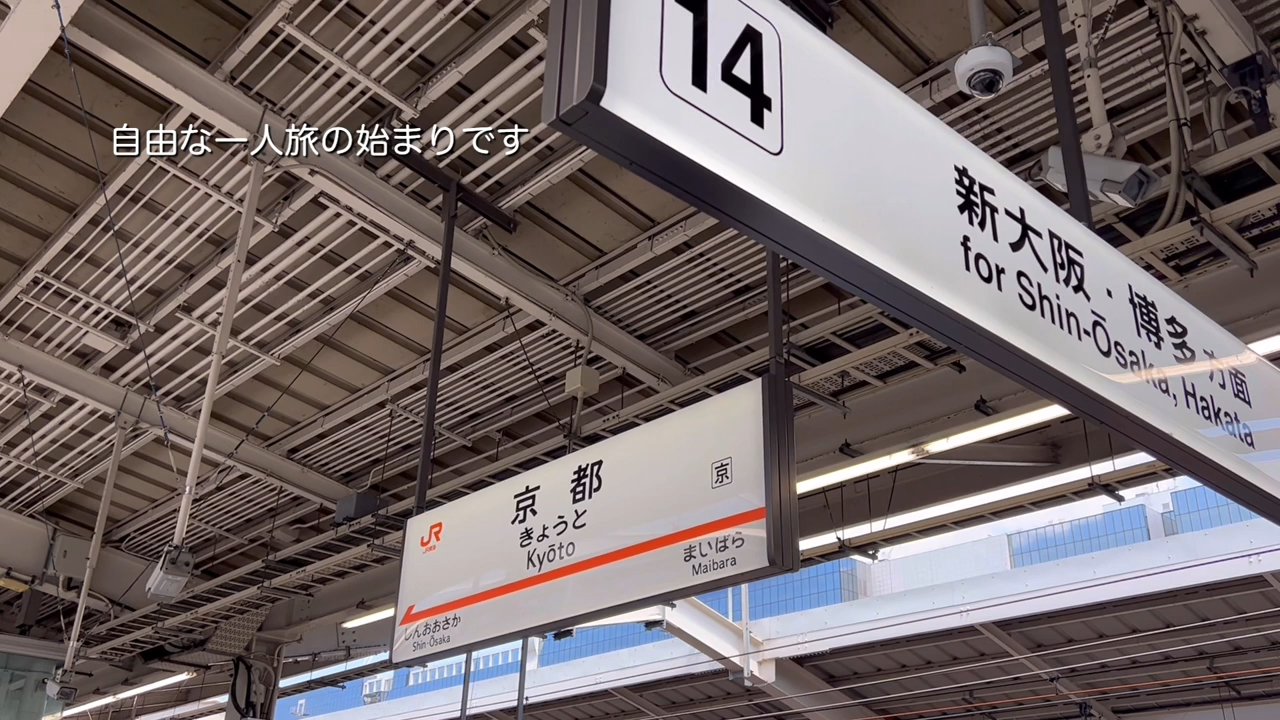 自由な一人旅の始まりです
14
新大阪・博多方面
for Shin-Ōsaka, Hakata
JR
京都
京
きょうと
Kyōto
まいばら
Maibara
しんおおさか
Shin-Ōsaka